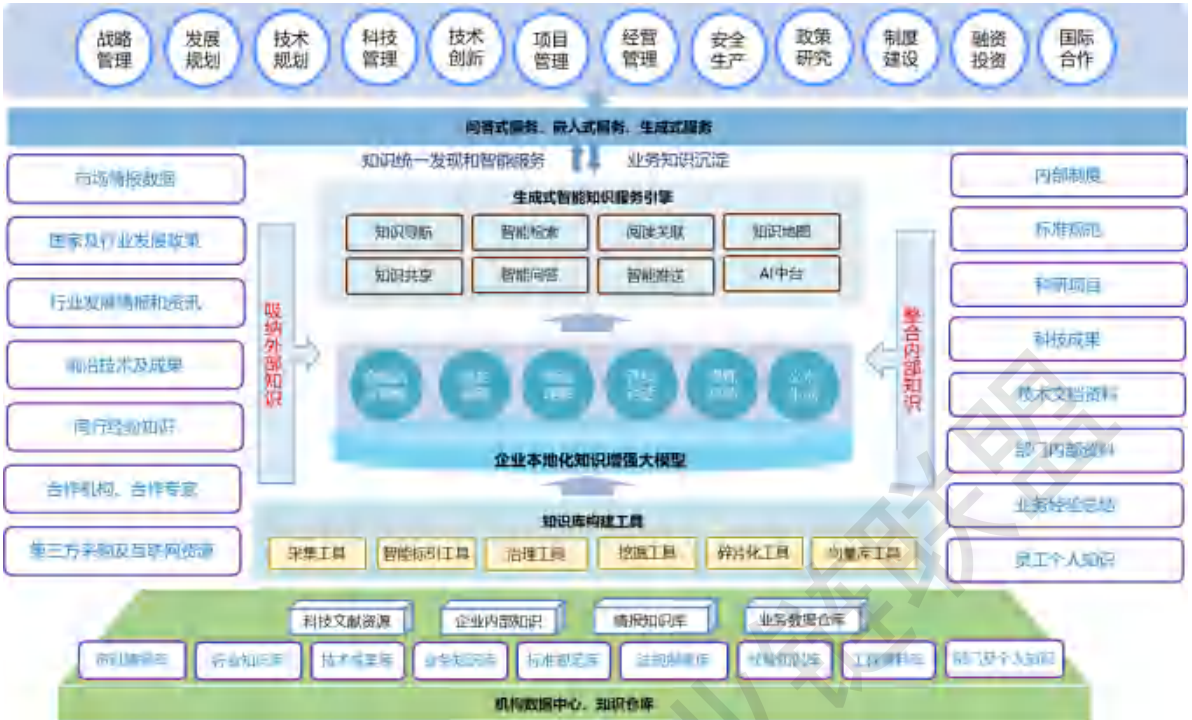 战略
管理
发展
规划
技术
规划
科技
管理
技术
创新
项目
管理
经营
管理
安全
生产
政策
研究
制度
建设
融资
投资
国际
合作
问答式服务、嵌入式服务、生成式服务
知识统一发现和智能服务
业务知识沉淀
市场情报数据
国家及行业发展政策
行业发展情报和资讯
前沿技术及成果
同行经验知识
合作机构、合作专家
第三方采购及互联网资源
吸纳外部知识
生成式智能知识服务引擎
知识导航
智能检索
阅读关联
知识地图
知识共享
智能问答
智能推送
AI中台
企业本地化知识增强大模型
知识库构建工具
采集工具
智能标引工具
治理工具
挖掘工具
碎片化工具
向量库工具
整合内部知识
内部制度
标准规范
科研项目
科技成果
技术文档资料
部门内部资料
业务经验总结
员工个人知识
科技文献资源
企业内部知识
情报知识库
业务数据仓库
行业知识库
技术成果库
业务知识库
标准规范库
经验知识库
工程资料库
部门及个人知识
机构数据中心、知识仓库